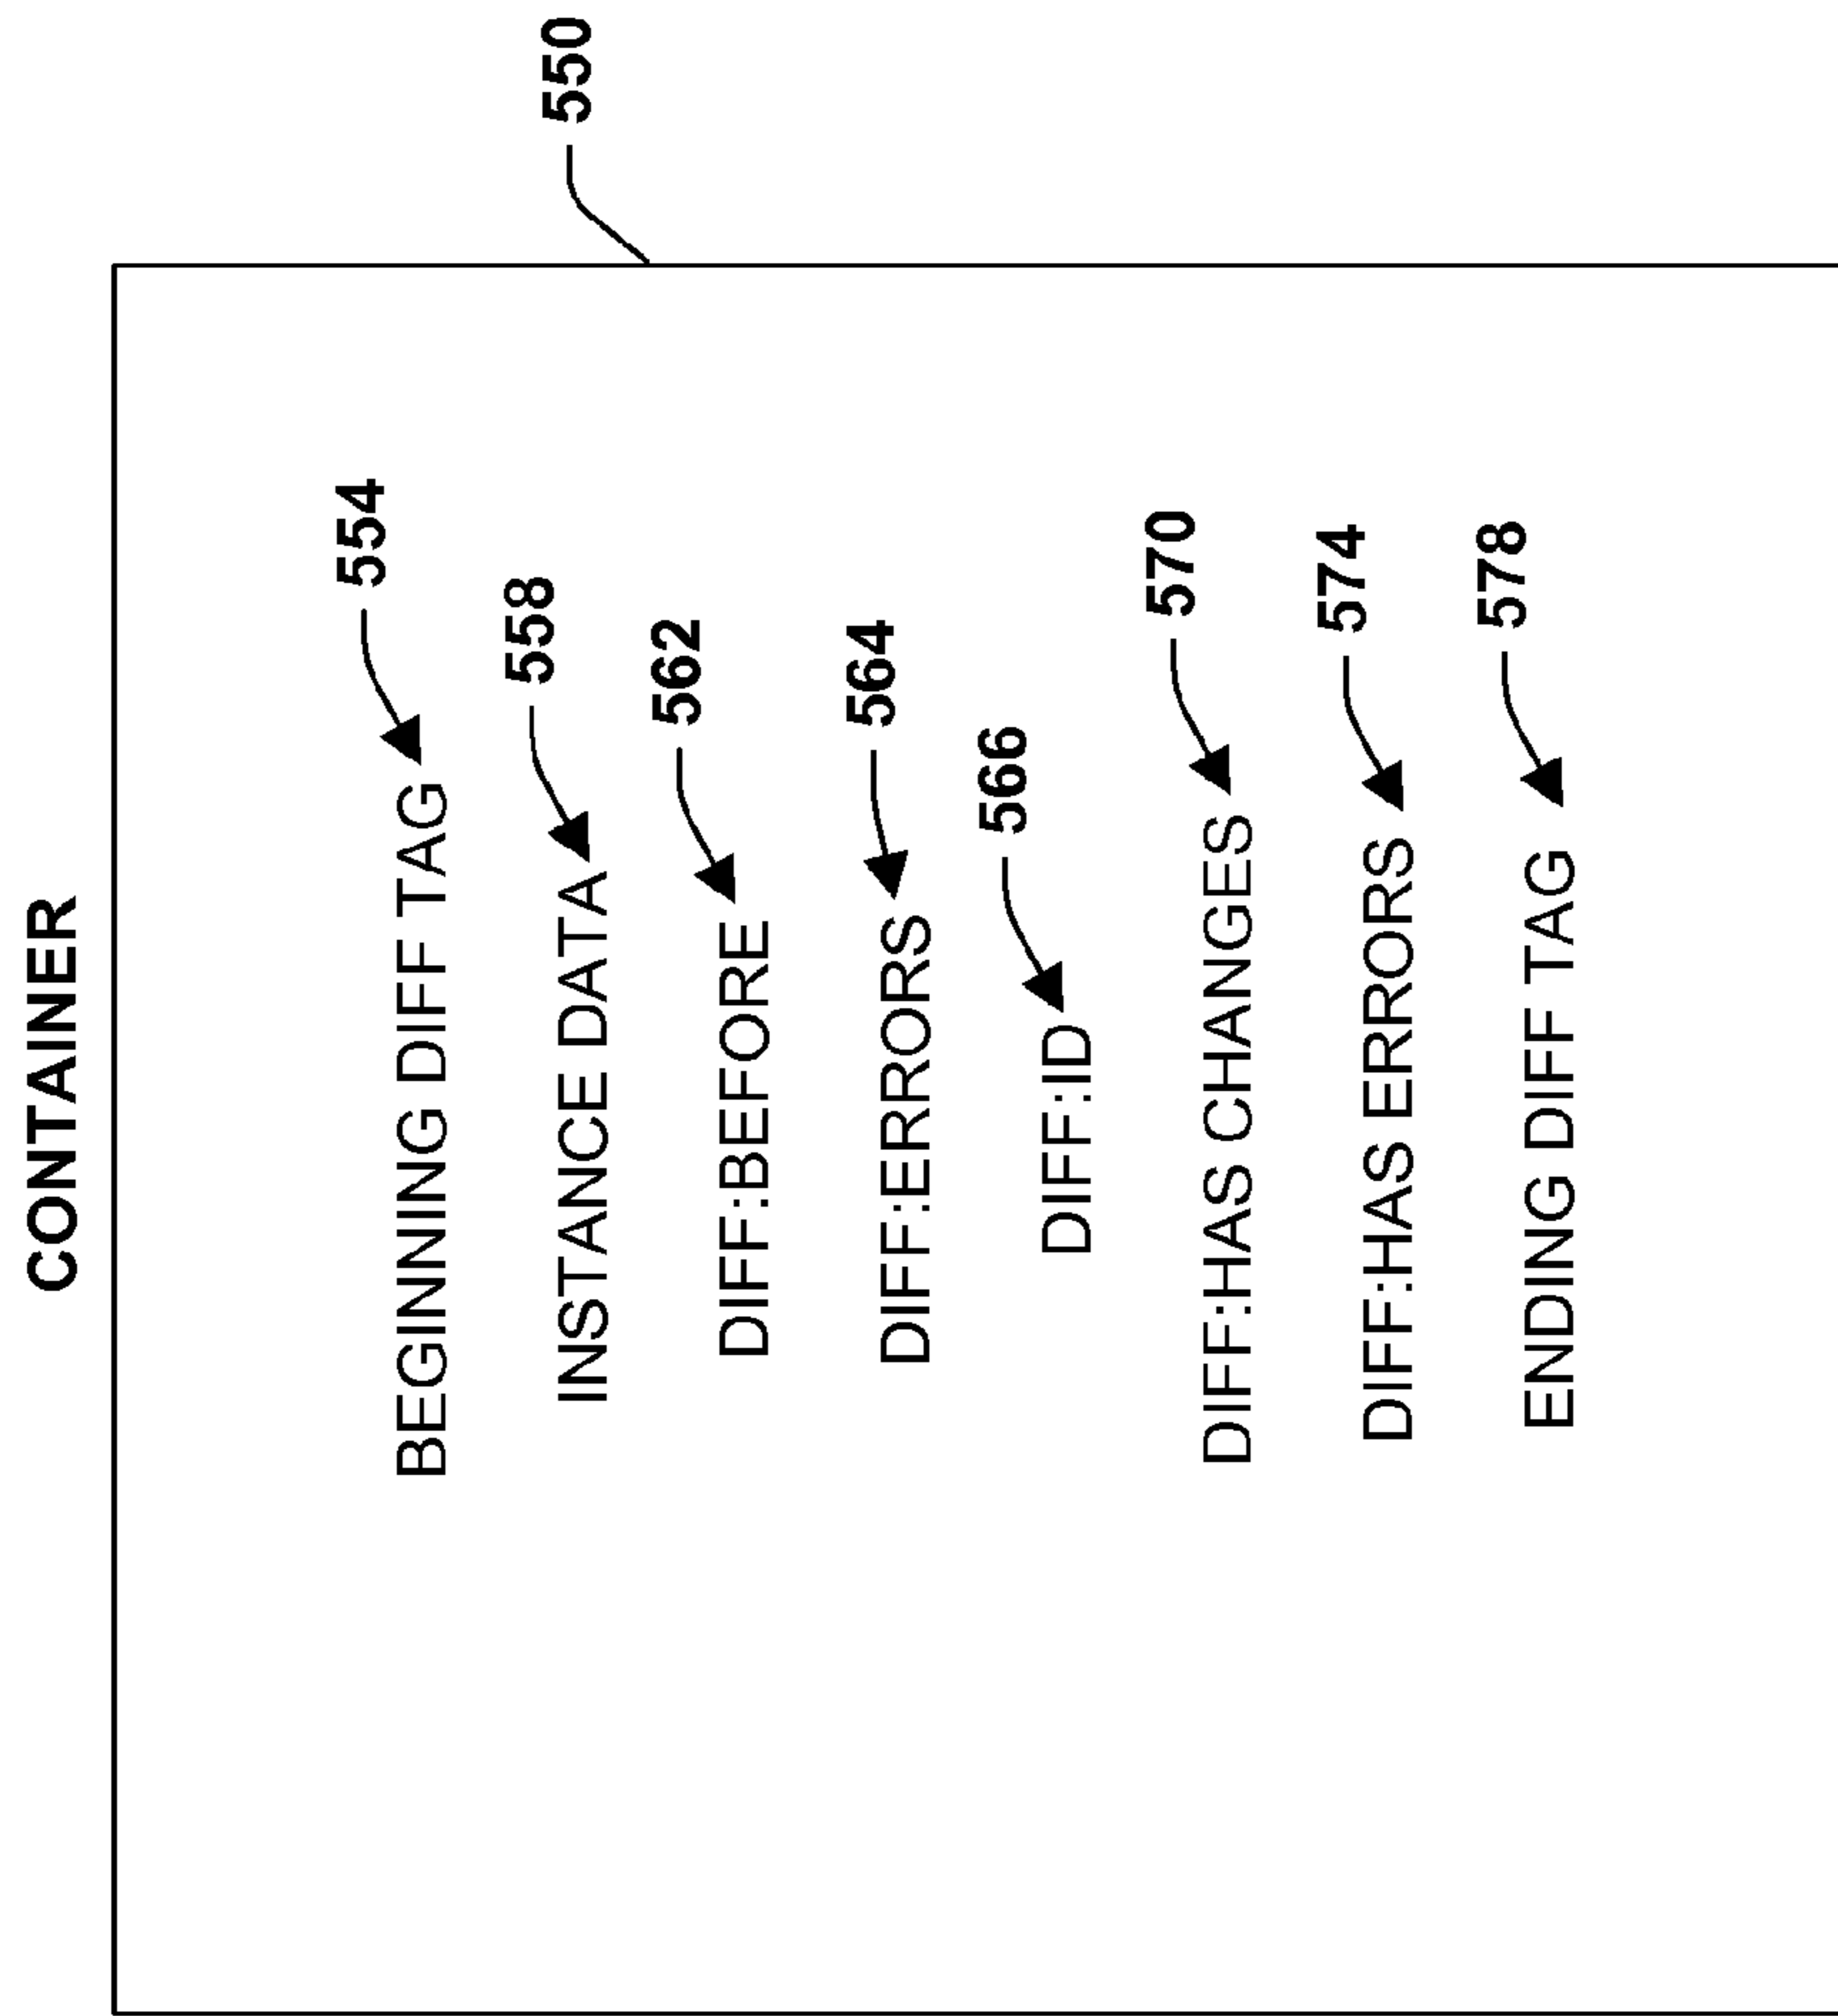 CONTAINER
550
BEGINNING DIFF TAG 554
INSTANCE DATA 558
DIFF:BEFORE 562
DIFF:ERRORS 564
DIFF:ID 566
DIFF:HAS CHANGES 570
DIFF:HAS ERRORS 574
ENDING DIFF TAG 578